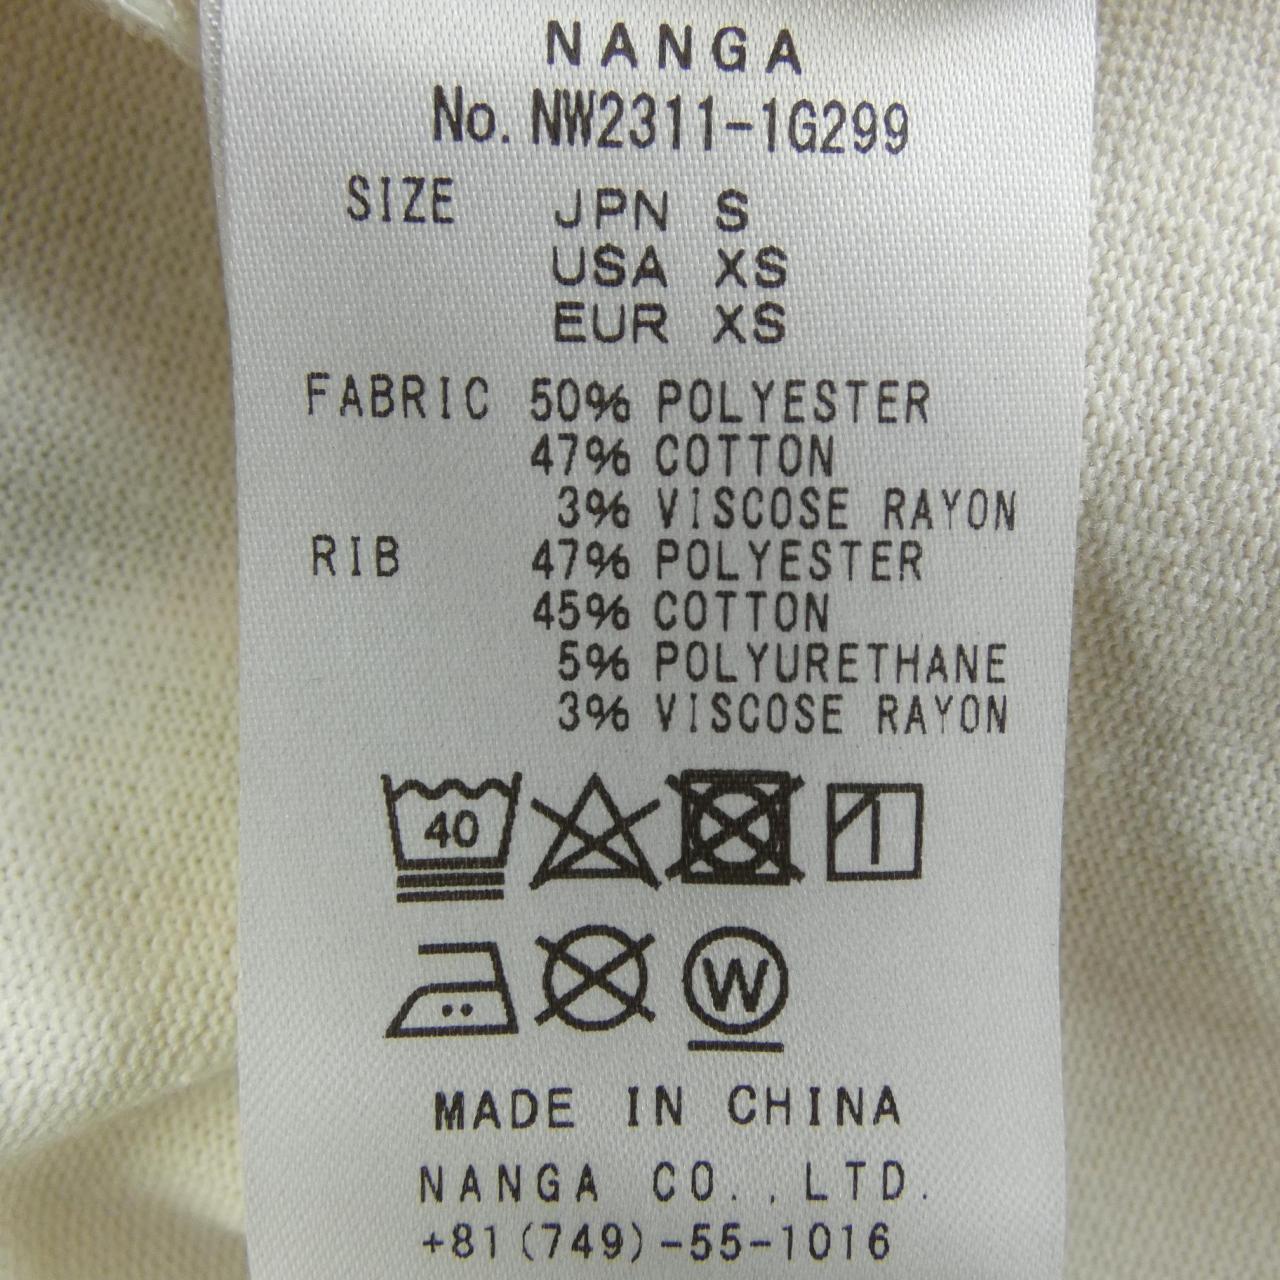 NANGA
No. NW2311-1G299
SIZE JPN S
USA XS
EUR XS
FABRIC 50% POLYESTER
47% COTTON
3% VISCOSE RAYON
RIB 47% POLYESTER
45% COTTON
5% POLYURETHANE
3% VISCOSE RAYON
40
W
MADE IN CHINA
NANGA CO.,LTD.
+81(749)-55-1016